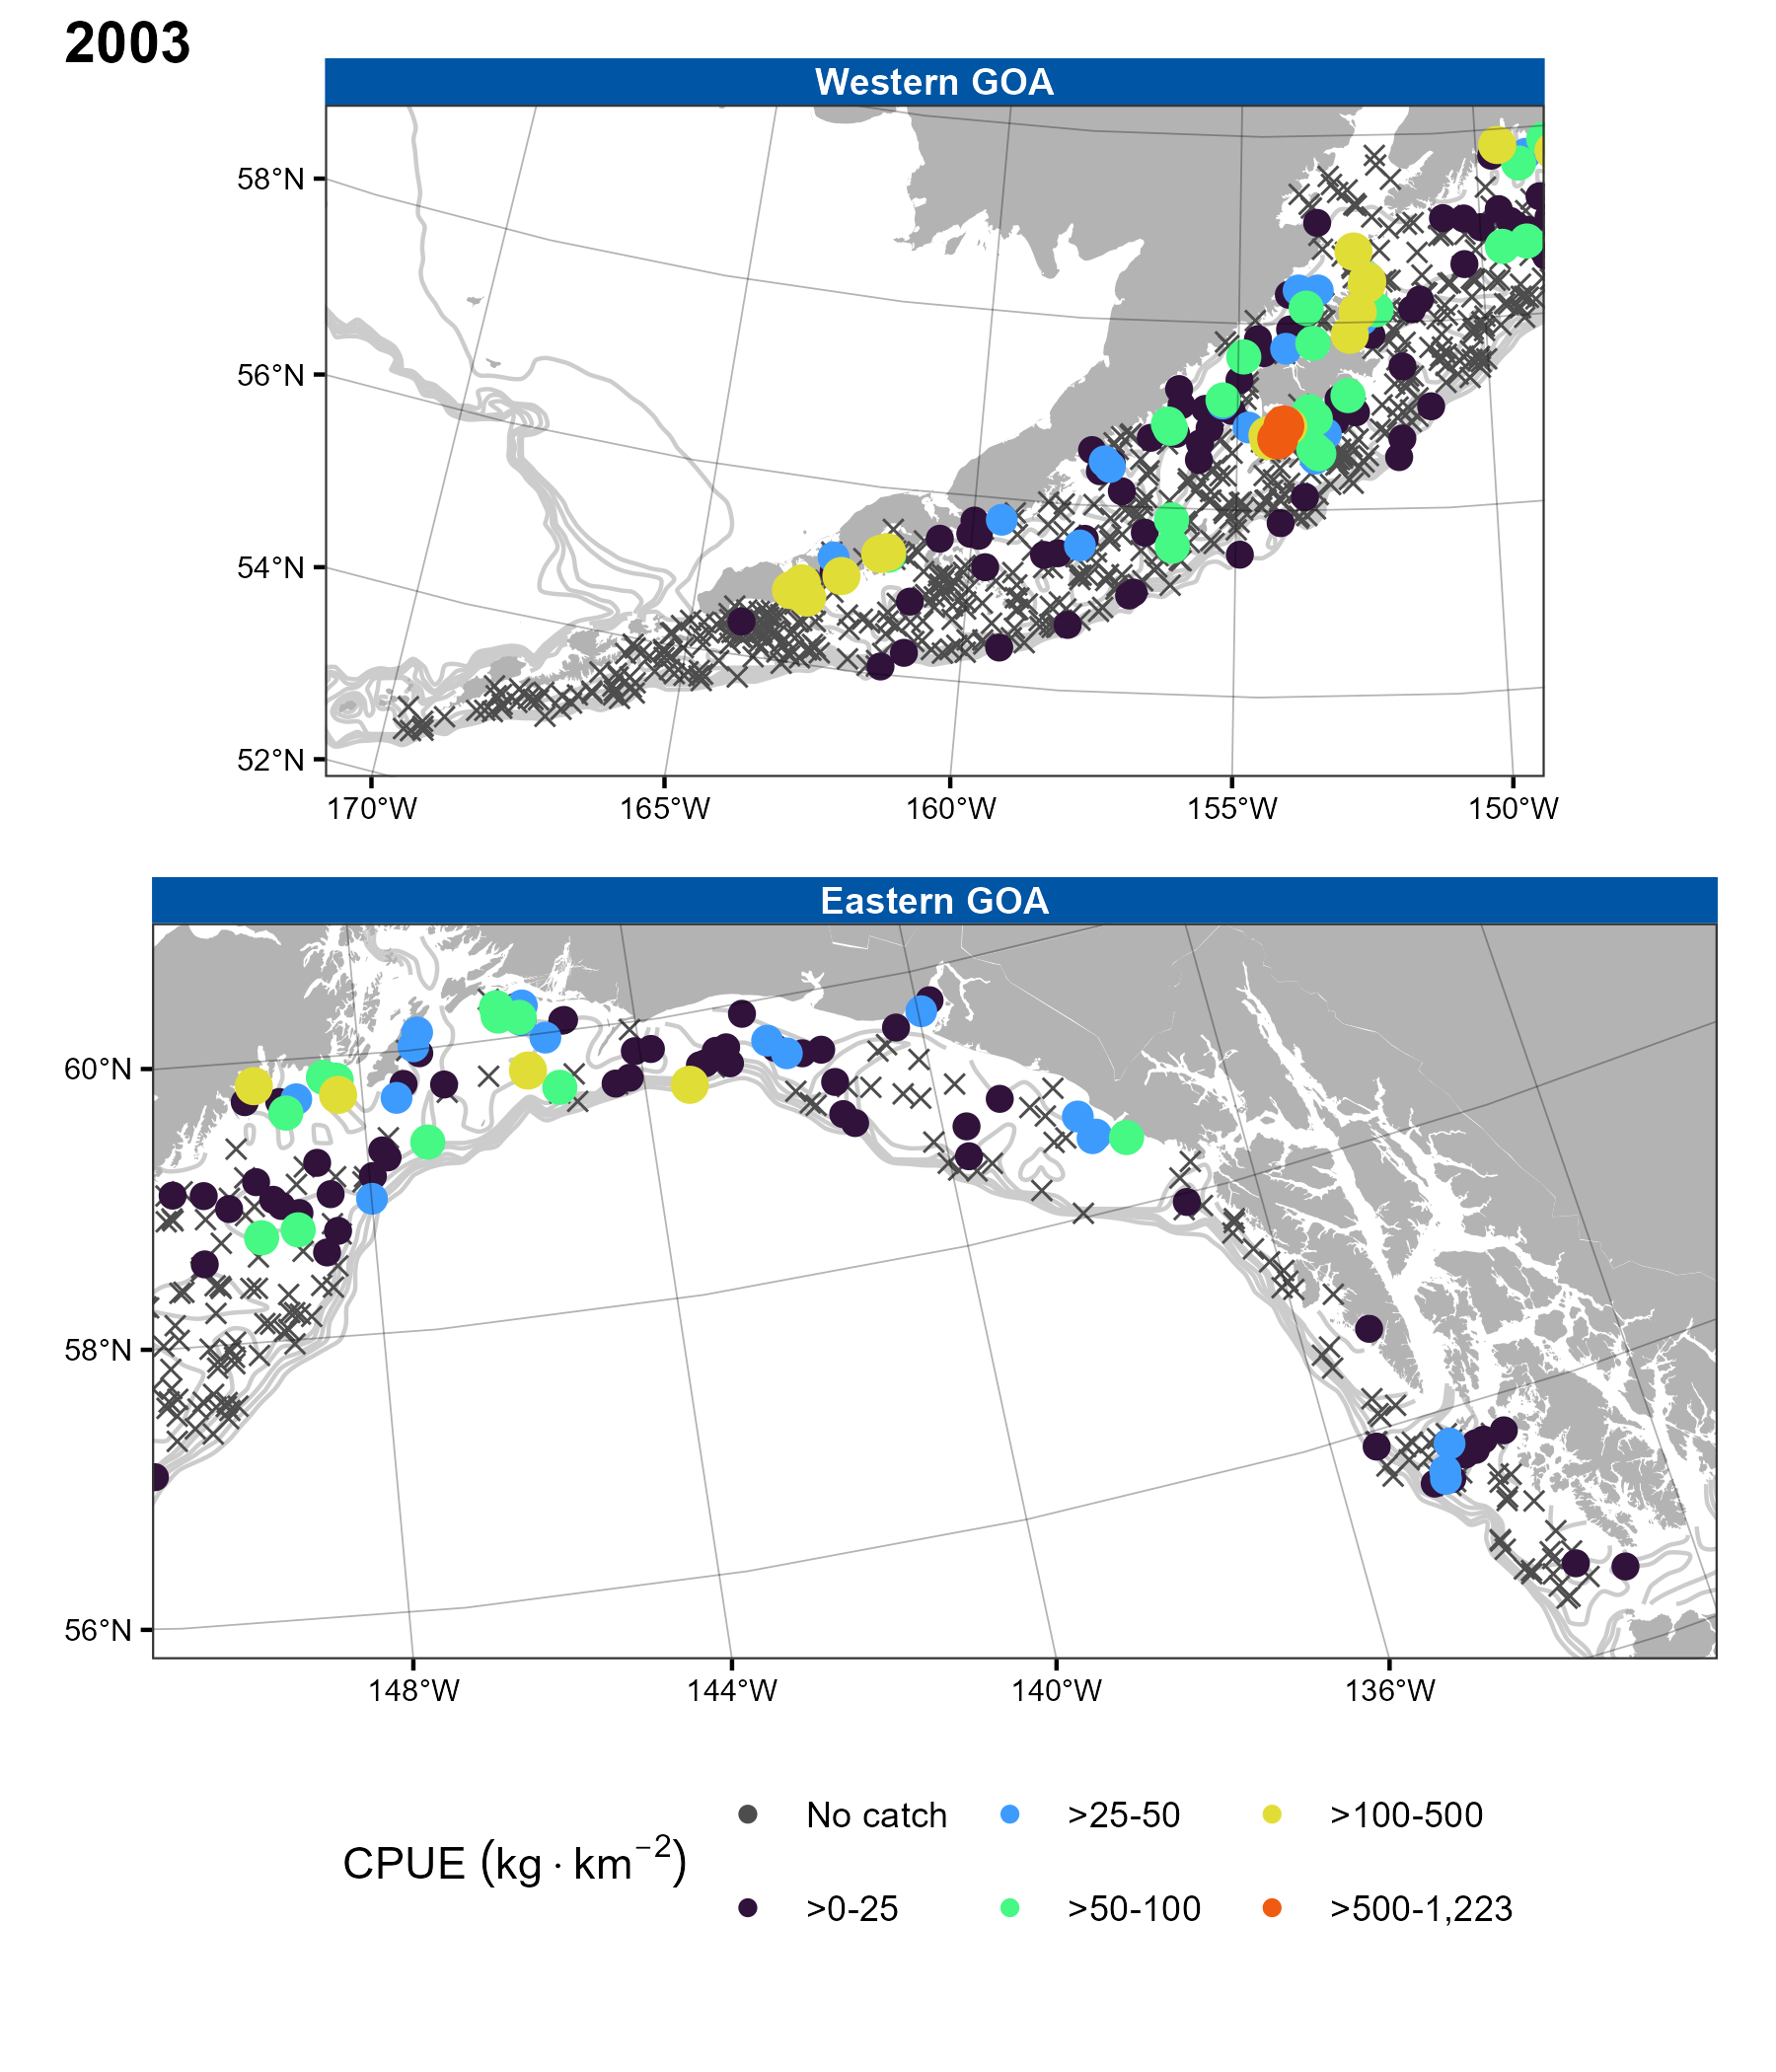 2003
Western GOA
58°N
56°N
54°N
52°N
170°W 165°W 160°W 155°W 150°W
Eastern GOA
60°N
58°N
56°N
148°W 144°W 140°W 136°W
CPUE (kg · km⁻²)
No catch >25-50 >100-500
>0-25 >50-100 >500-1,223